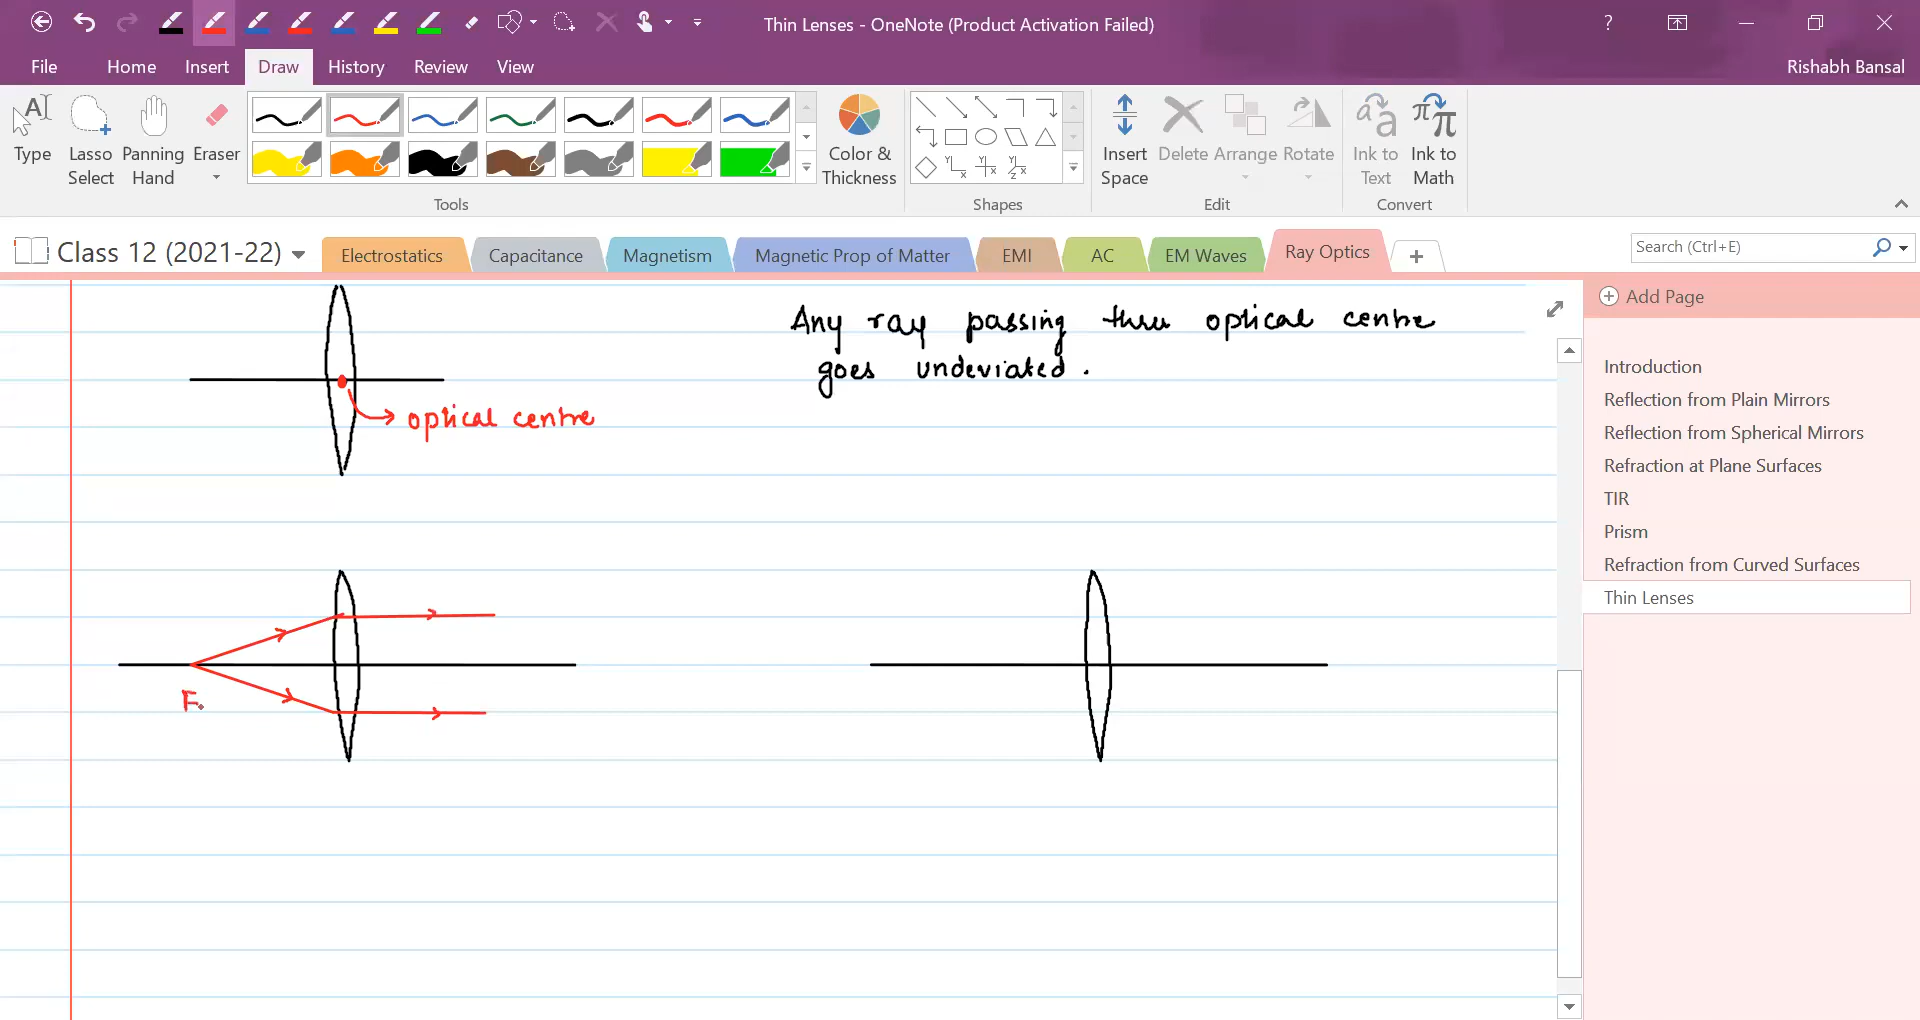 Thin Lenses - OneNote (Product Activation Failed)
?
File Home Insert Draw History Review View
Rishabh Bansal
Type
Lasso Select
Panning Hand
Eraser
Color & Thickness
Insert Space
Delete
Arrange
Rotate
Ink to Text
Ink to Math
Tools
Shapes
Edit
Convert
Class 12 (2021-22)
Electrostatics
Capacitance
Magnetism
Magnetic Prop of Matter
EMI
AC
EM Waves
Ray Optics
Search (Ctrl+E)
Any ray passing thru optical centre
goes undeviated.
optical centre
F
Add Page
Introduction
Reflection from Plain Mirrors
Reflection from Spherical Mirrors
Refraction at Plane Surfaces
TIR
Prism
Refraction from Curved Surfaces
Thin Lenses